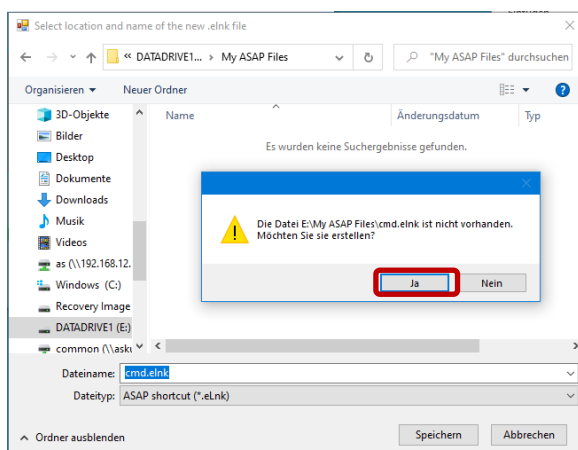 Select location and name of the new .elnk file
« DATADRIVE1... › My ASAP Files
"My ASAP Files" durchsuchen
Organisieren
Neuer Ordner
3D-Objekte
Bilder
Desktop
Dokumente
Downloads
Musik
Videos
as (\\192.168.12.
Windows (C:)
Recovery Image
DATADRIVE1 (E:)
common (\\asku
Name
Änderungsdatum
Typ
Es wurden keine Suchergebnisse gefunden.
Die Datei E:\My ASAP Files\cmd.elnk ist nicht vorhanden.
Möchten Sie sie erstellen?
Ja
Nein
Dateiname: cmd.elnk
Dateityp: ASAP shortcut (*.eLnk)
Ordner ausblenden
Speichern
Abbrechen